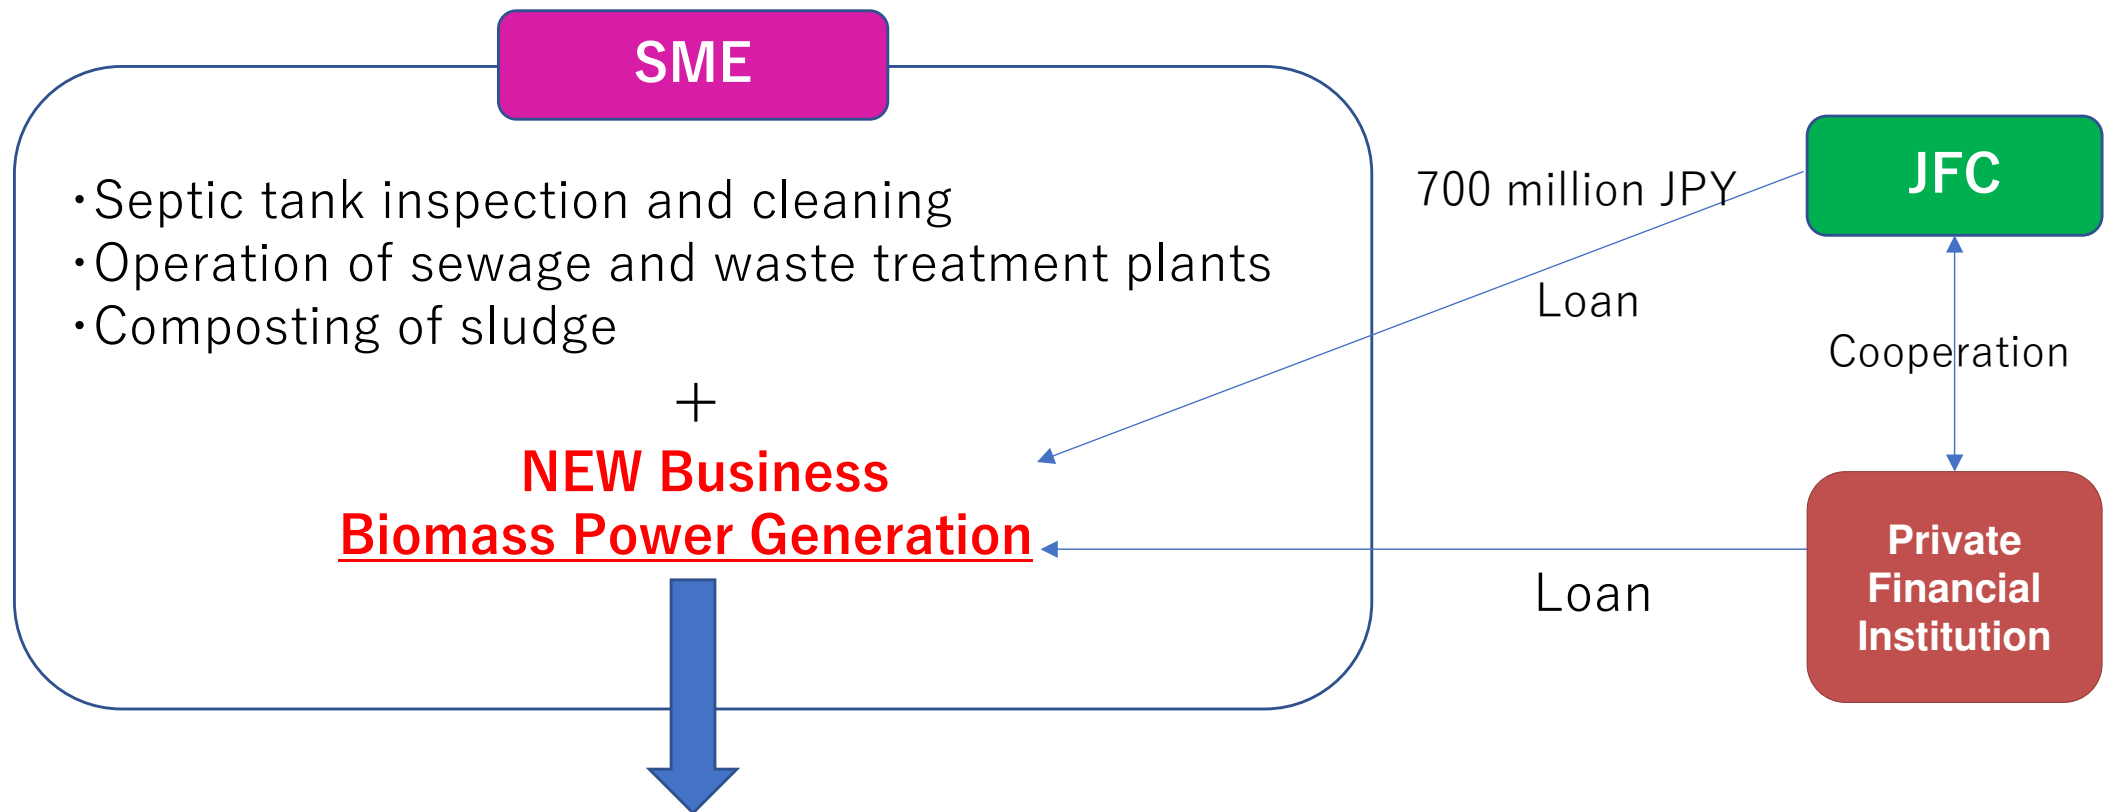 SME
・Septic tank inspection and cleaning
・Operation of sewage and waste treatment plants
・Composting of sludge
+
NEW Business
Biomass Power Generation
700 million JPY
Loan
Loan
JFC
Cooperation
Private
Financial
Institution